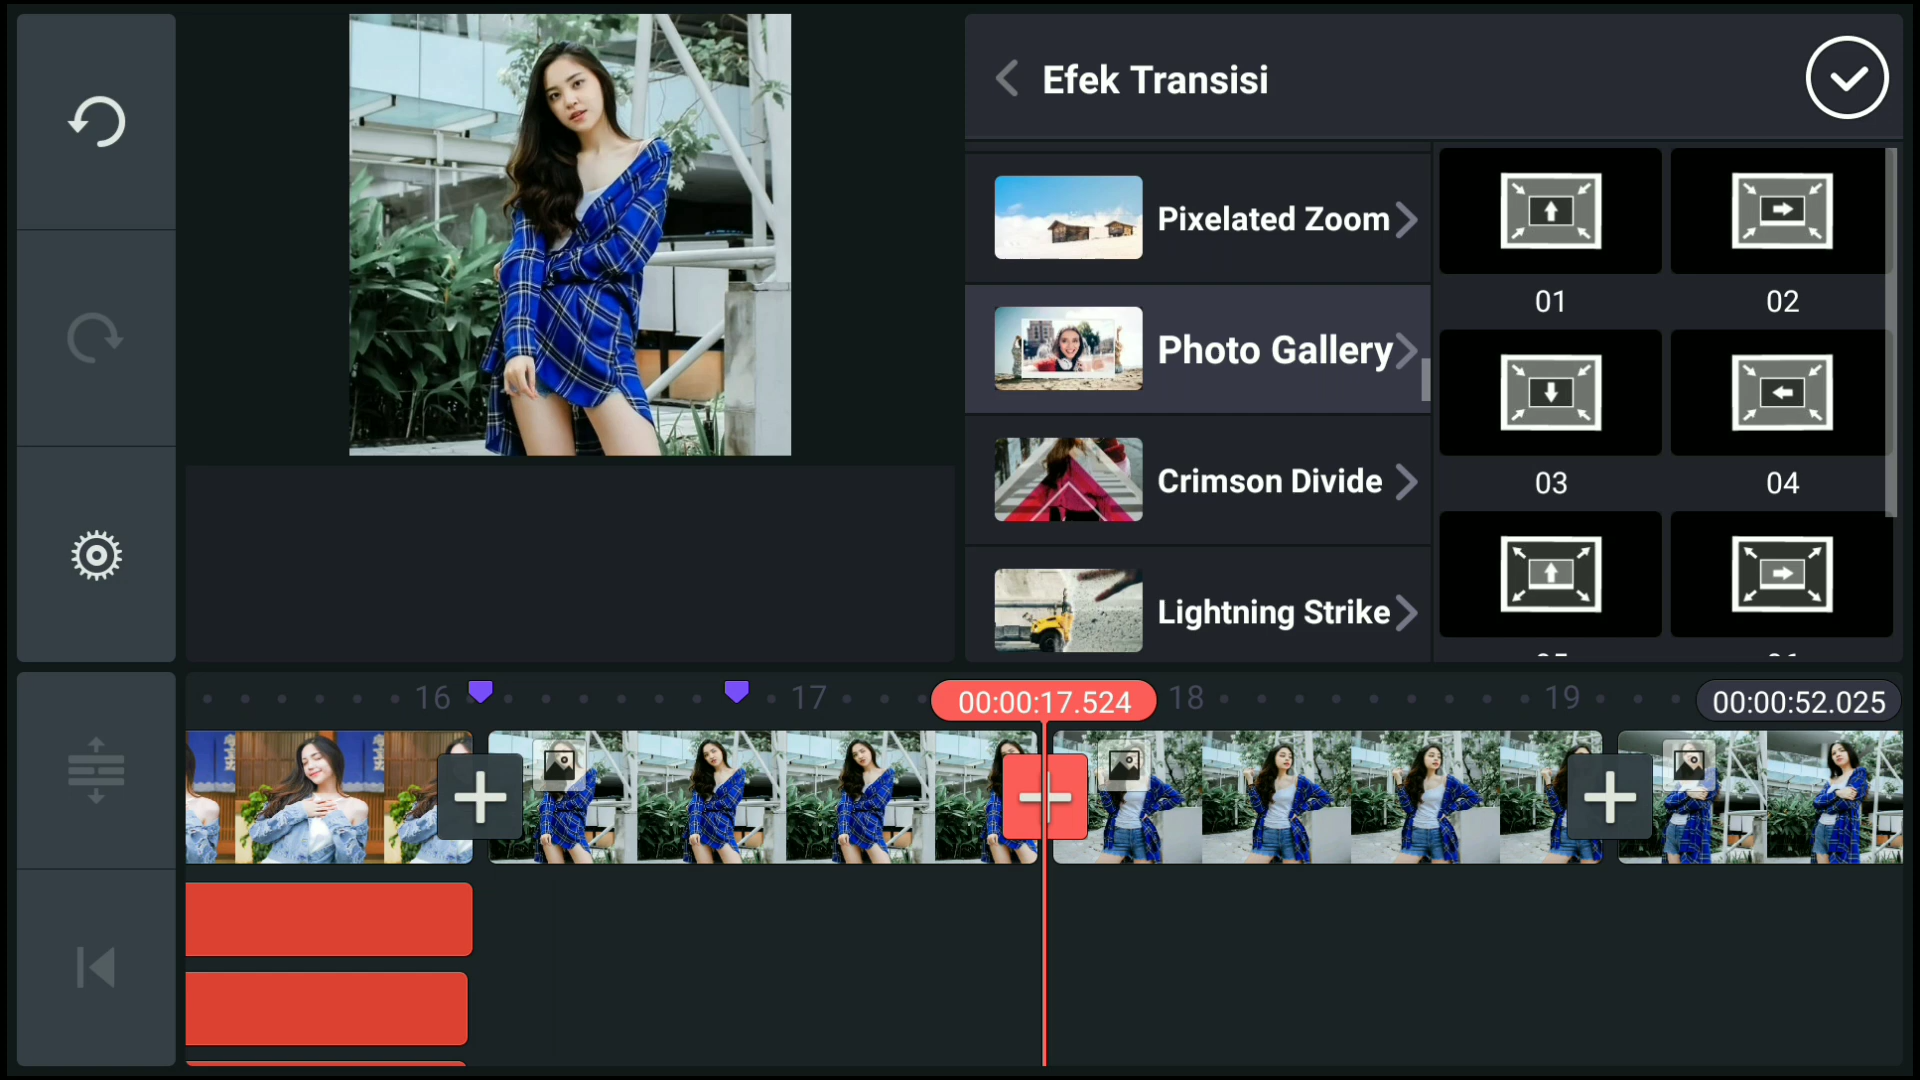 Efek Transisi
Pixelated Zoom
Photo Gallery
Crimson Divide
Lightning Strike
01
02
03
04
16
17
00:00:17.524
18
19
00:00:52.025